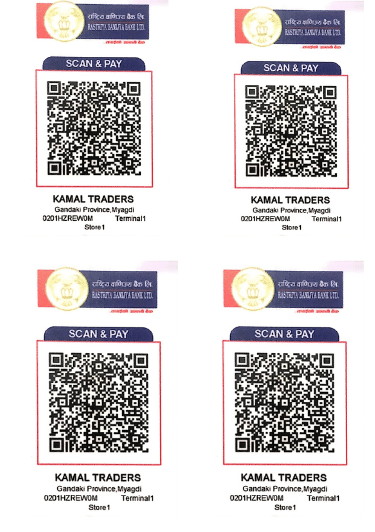 राष्ट्रिय वाणिज्य बैंक लि.
RASTRIYA BANIJYA BANK LTD.
SCAN & PAY
KAMAL TRADERS
Gandaki Province,Myagdi
0201HZREW0M Terminal1
Store1
राष्ट्रिय वाणिज्य बैंक लि.
RASTRIYA BANIJYA BANK LTD.
SCAN & PAY
KAMAL TRADERS
Gandaki Province,Myagdi
0201HZREW0M Terminal1
Store1
राष्ट्रिय वाणिज्य बैंक लि.
RASTRIYA BANIJYA BANK LTD.
SCAN & PAY
KAMAL TRADERS
Gandaki Province,Myagdi
0201HZREW0M Terminal1
Store1
राष्ट्रिय वाणिज्य बैंक लि.
RASTRIYA BANIJYA BANK LTD.
SCAN & PAY
KAMAL TRADERS
Gandaki Province,Myagdi
0201HZREW0M Terminal1
Store1